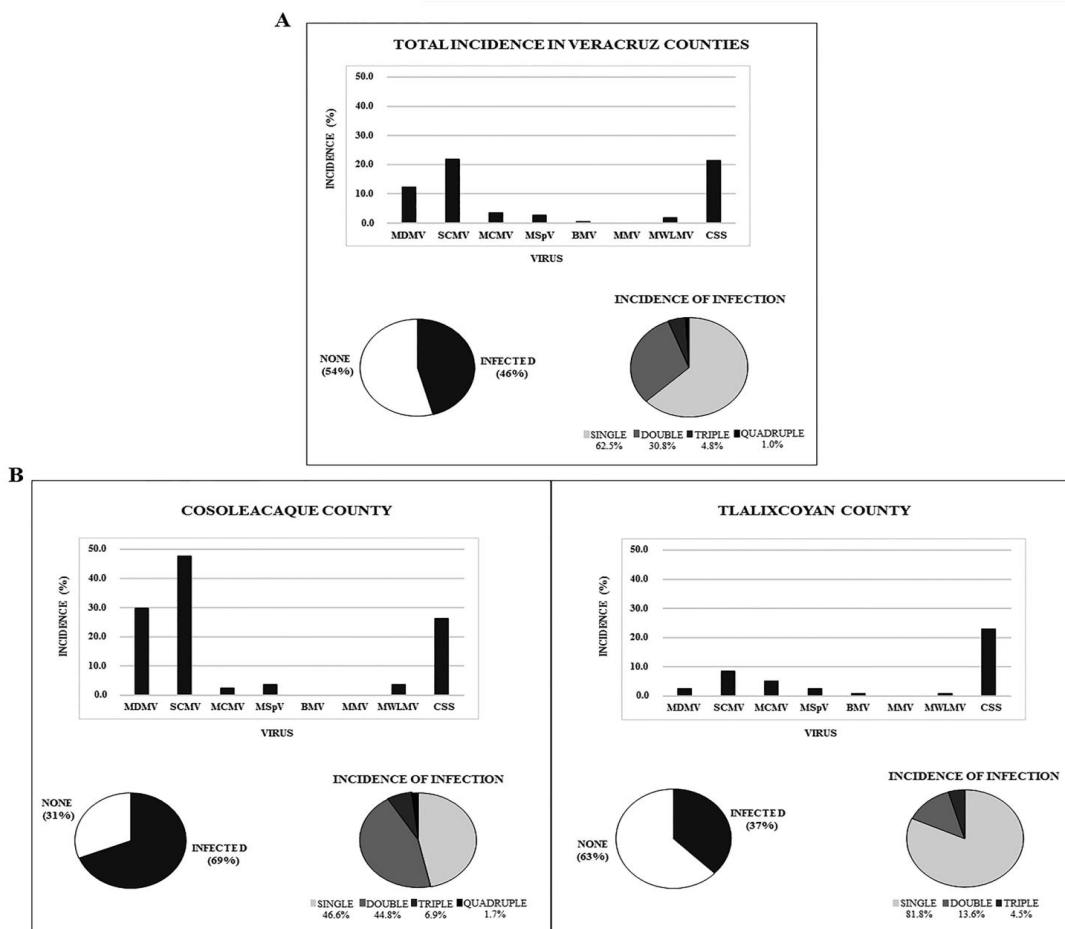 A
TOTAL INCIDENCE IN VERACRUZ COUNTIES
50.0
40.0
30.0
20.0
10.0
0.0
INCIDENCE (%)
MDMV SCMV MCMV MSpV BMV MMV MWLMV CSS
VIRUS
NONE
(54%)
INFECTED
(46%)
INCIDENCE OF INFECTION
SINGLE DOUBLE TRIPLE QUADRUPLE
62.5% 30.8% 4.8% 1.0%
B
COSOLEACAQUE COUNTY
50.0
40.0
30.0
20.0
10.0
0.0
INCIDENCE (%)
MDMV SCMV MCMV MSpV BMV MMV MWLMV CSS
VIRUS
NONE
(31%)
INFECTED
(69%)
INCIDENCE OF INFECTION
SINGLE DOUBLE TRIPLE QUADRUPLE
46.6% 44.8% 6.9% 1.7%
TLALIXCOYAN COUNTY
50.0
40.0
30.0
20.0
10.0
0.0
INCIDENCE (%)
MDMV SCMV MCMV MSpV BMV MMV MWLMV CSS
VIRUS
INFECTED
(37%)
NONE
(63%)
INCIDENCE OF INFECTION
SINGLE DOUBLE TRIPLE
81.8% 13.6% 4.5%